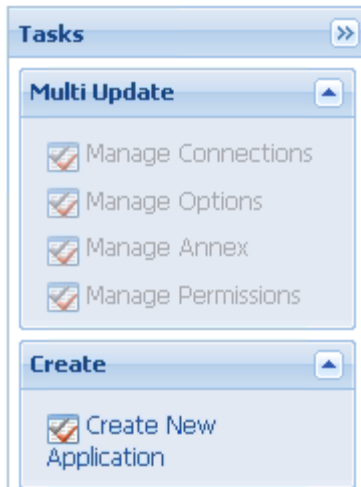 Tasks
Multi Update
Manage Connections
Manage Options
Manage Annex
Manage Permissions
Create
Create New
Application